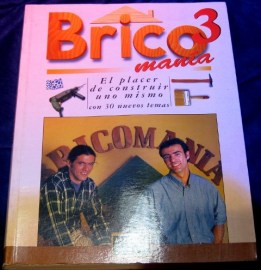 Brico 3
manía
El placer
de construir
uno mismo
con 30 nuevos temas
BRICOMANIA